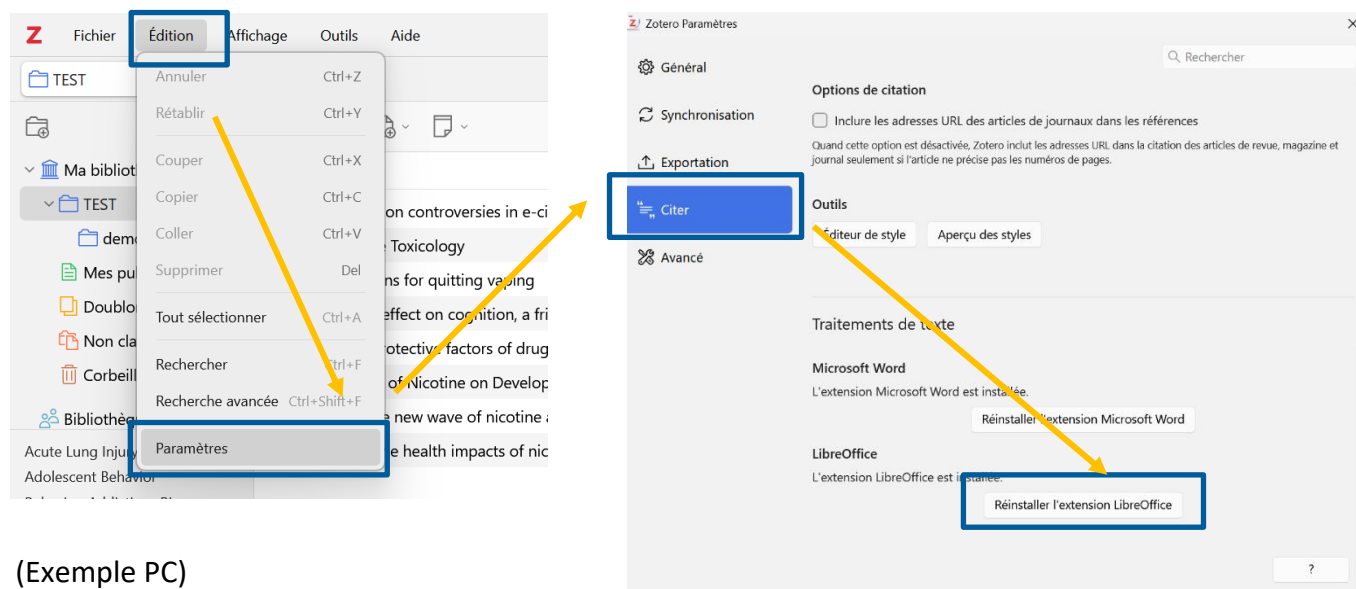 Z Fichier Édition Affichage Outils Aide
TEST
Annuler Ctrl+Z
Rétablir Ctrl+Y
Couper Ctrl+X
Copier Ctrl+C
Coller Ctrl+V
Supprimer Del
Tout sélectionner Ctrl+A
Rechercher Ctrl+F
Recherche avancée Ctrl+Shift+F
Paramètres
Ma bibliot
TEST
demo
Mes pu
Doublo
Non cla
Corbeill
Bibliothè
Acute Lung Injury
Adolescent Behavior
on controversies in e-ci
Toxicology
ns for quitting vaping
effect on cognition, a fri
otective factors of drug
of Nicotine on Develop
new wave of nicotine
e health impacts of nic
(Exemple PC)
Z Zotero Paramètres
Rechercher
Général
Synchronisation
Exportation
Citer
Avancé
Options de citation
Inclure les adresses URL des articles de journaux dans les références
Quand cette option est désactivée, Zotero inclut les adresses URL dans la citation des articles de revue, magazine et
journal seulement si l'article ne précise pas les numéros de pages.
Outils
Éditeur de style Aperçu des styles
Traitements de texte
Microsoft Word
L'extension Microsoft Word est installée.
Réinstaller l'extension Microsoft Word
LibreOffice
L'extension LibreOffice est installée.
Réinstaller l'extension LibreOffice
?